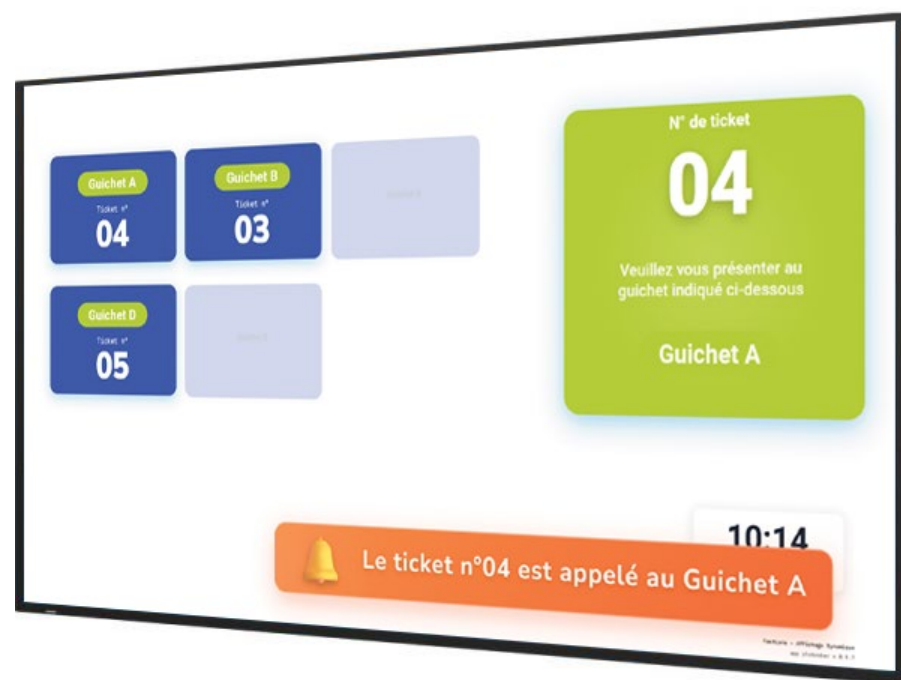 Guichet A
Ticket n°
04
Guichet B
Ticket n°
03
Guichet D
Ticket n°
05
N° de ticket
04
Veuillez vous présenter au
guichet indiqué ci-dessous
Guichet A
10:14
Le ticket n°04 est appelé au Guichet A